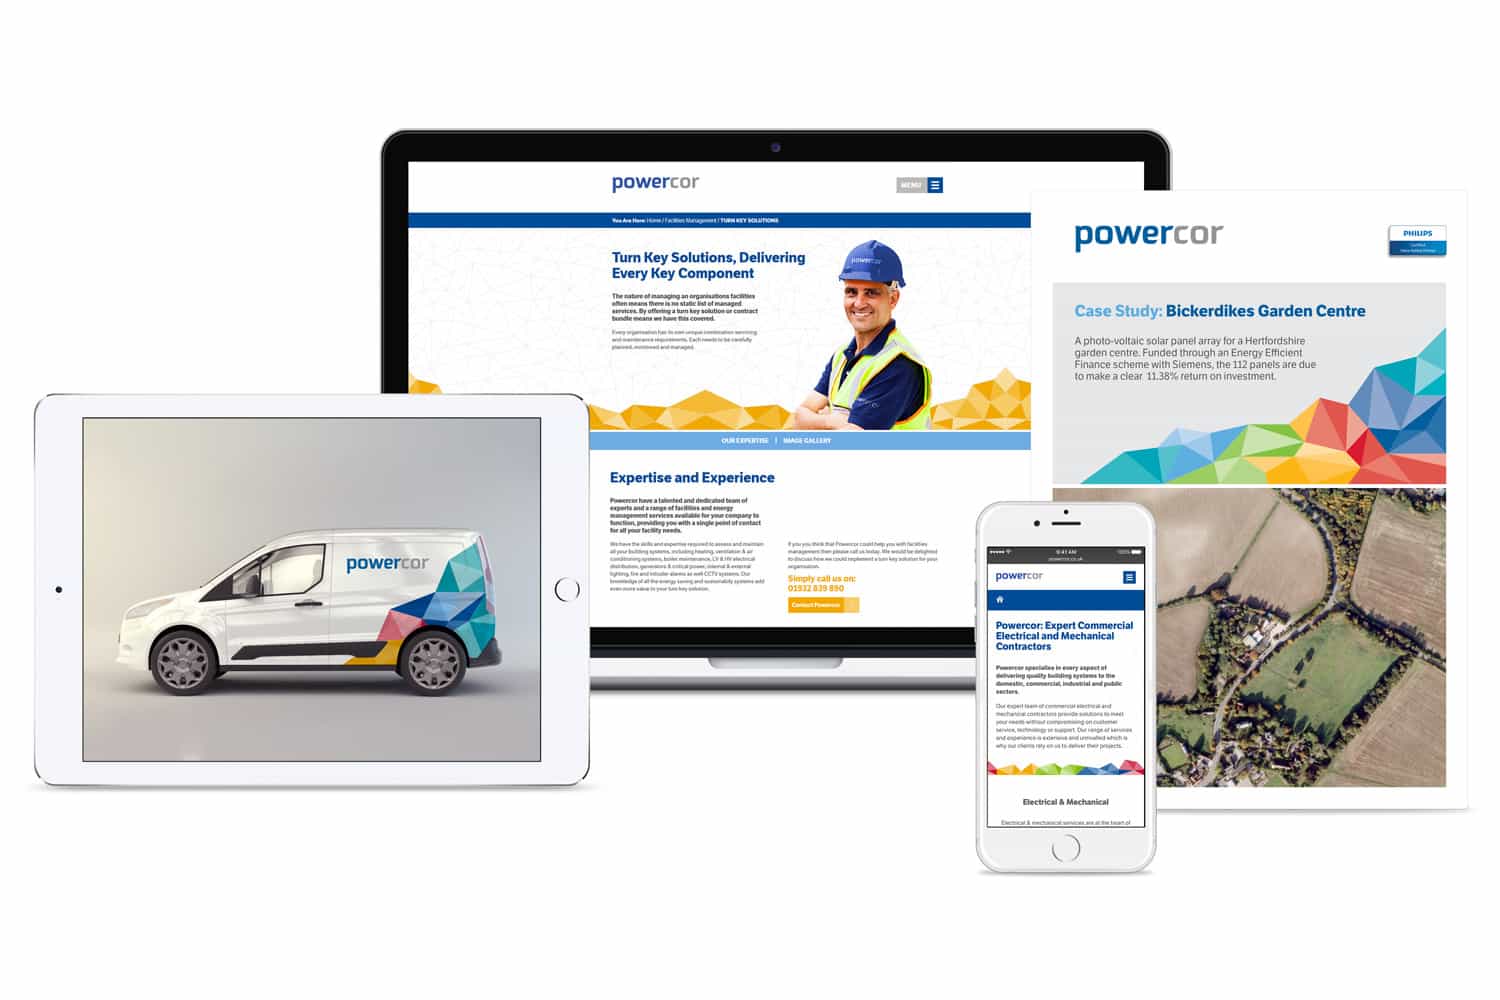 powercor
MENU
You Are Here: Home / Facilities Management / TURN KEY SOLUTIONS
Turn Key Solutions, Delivering
Every Key Component
The nature of managing an organisations facilities
often means there is no static list of managed
services. By offering a turn key solution or contract
bundle means we have this covered.
Every organisation has its own unique combination servicing
and maintenance requirements. Each needs to be carefully
planned, monitored and managed.
powercor
OUR EXPERTISE | IMAGE GALLERY
Expertise and Experience
Powercor have a talented and dedicated team of
experts and a range of facilities and energy
management services available for your company to
function, providing you with a single point of contact
for all your facility needs.
We have the skills and expertise required to assess and maintain
all your building systems, including heating, ventilation & air
conditioning systems, boiler maintenance, LV & HV electrical
distribution, generators & critical power, internal & external
lighting, fire and intruder alarms as well CCTV systems. Our
knowledge of all the energy saving and sustainability systems add
even more value to your turn key solution.
If you you think that Powercor could help you with facilities
management then please call us today. We would be delighted
to discuss how we could implement a turn key solution for your
organisation.
Simply call us on:
01932 839 890
Contact Powercor
powercor
PHILIPS
Case Study: Bickerdikes Garden Centre
A photo-voltaic solar panel array for a Hertfordshire
garden centre. Funded through an Energy Efficient
Finance scheme with Siemens, the 112 panels are due
to make a clear 11.38% return on investment.
powercor
9:41 AM
100%
powercor.co.uk
powercor
Powercor: Expert Commercial
Electrical and Mechanical
Contractors
Powercor specialise in every aspect of
delivering quality building systems to the
domestic, commercial, industrial and public
sectors.
Our expert team of commercial electrical and
mechanical contractors provide solutions to meet
your needs without compromising on customer
service, technology or support. Our range of services
and experience is extensive and unrivalled which is
why our clients rely on us to deliver their projects.
Electrical & Mechanical
Electrical & mechanical services are at the heart of